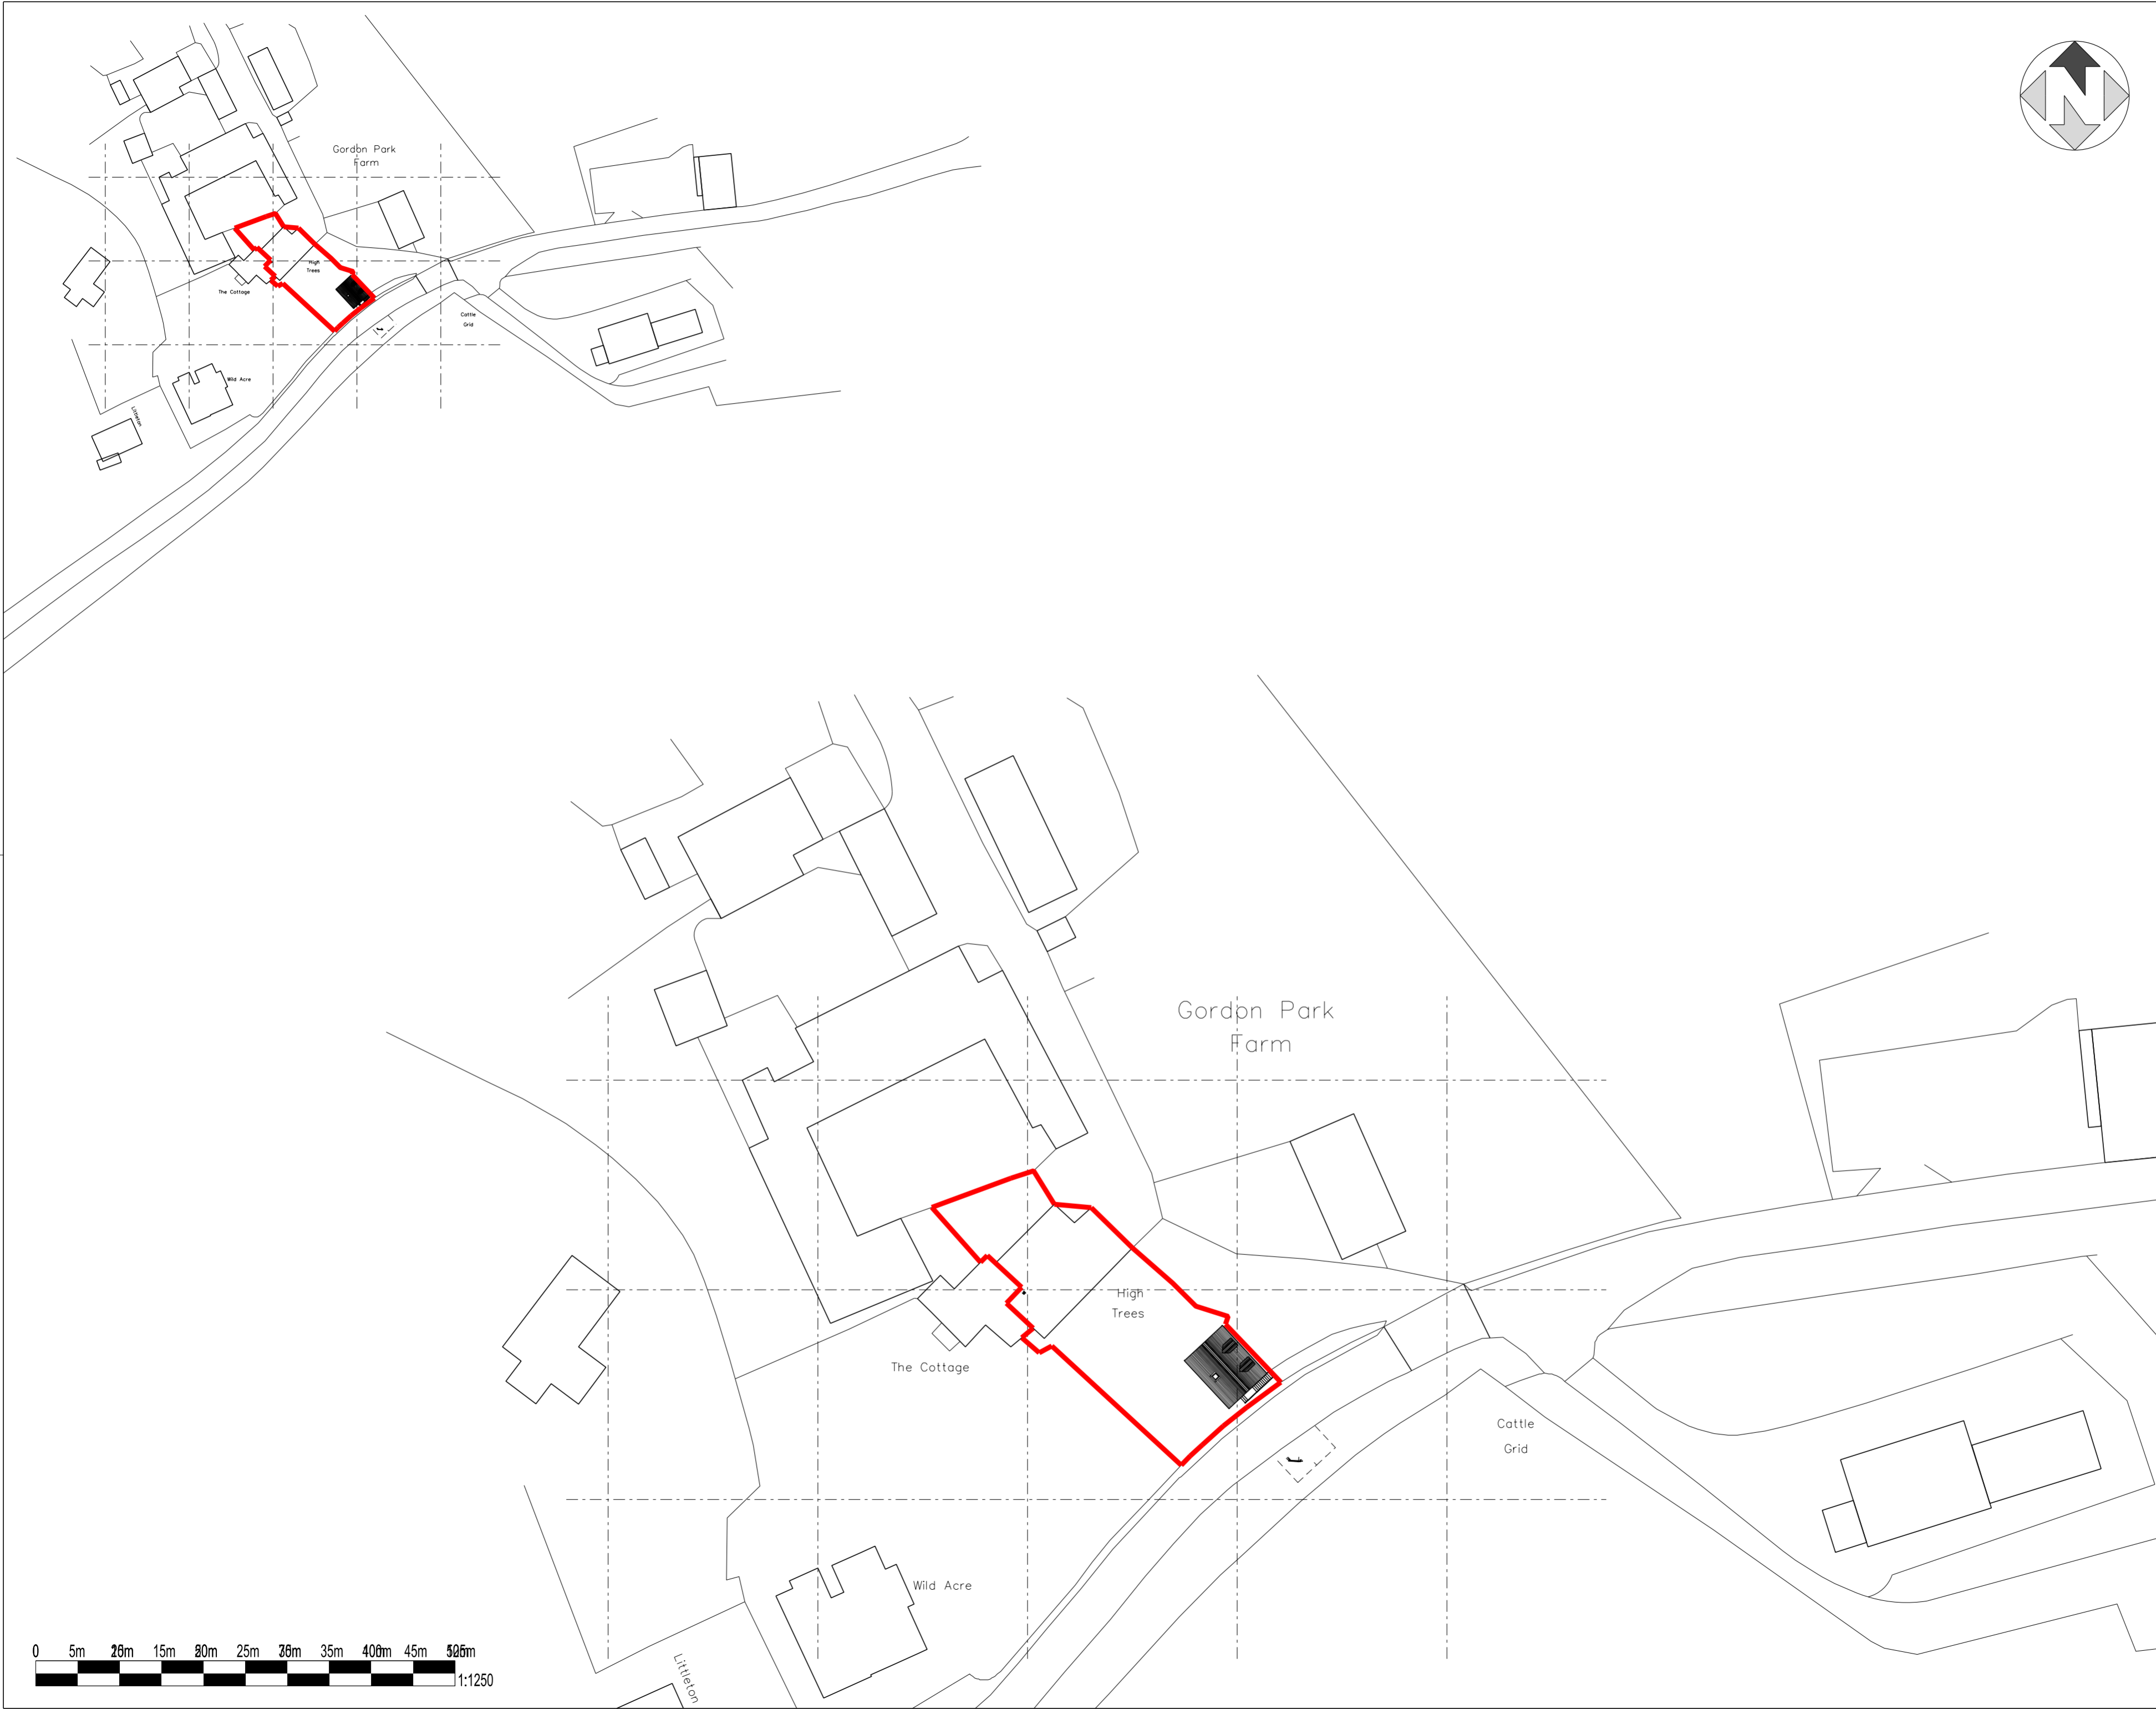 N
Gordon Park
Farm
High
Trees
The Cottage
Cattle
Grid
Wild Acre
Littleton
Gordon Park
Farm
High
Trees
The Cottage
Cattle
Grid
Wild Acre
Littleton
0 5m 15m 25m 35m 45m
1:1250